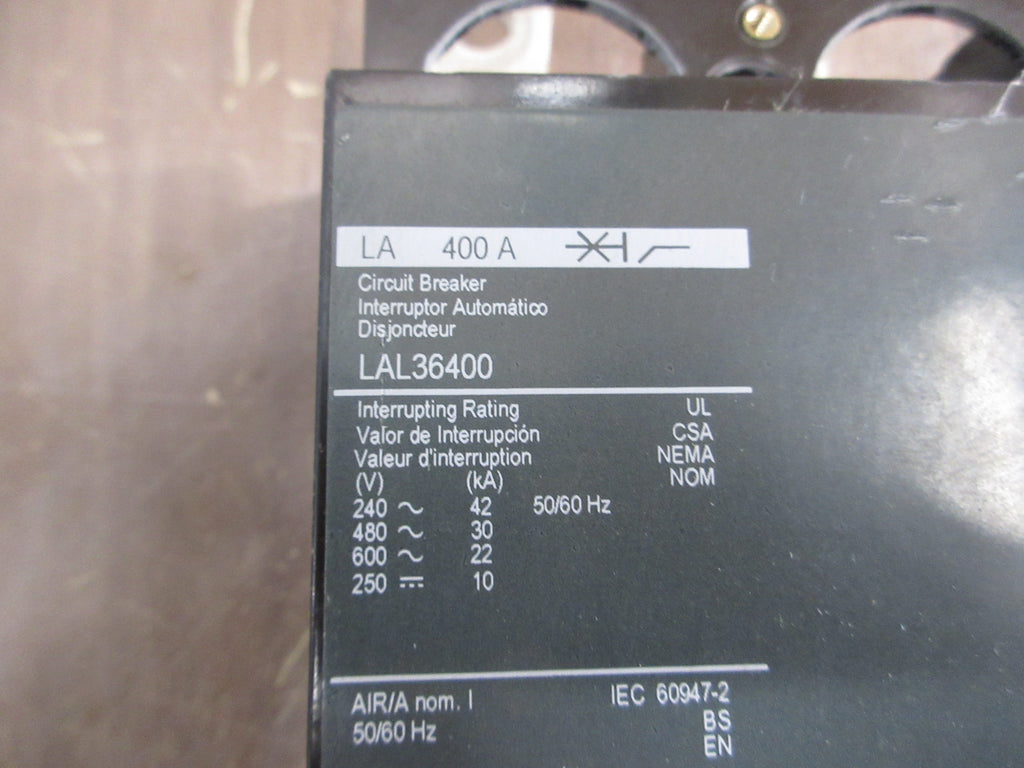 LA 400 A
Circuit Breaker
Interruptor Automático
Disjoncteur
LAL36400
Interrupting Rating UL
Valor de Interrupción CSA
Valeur d'interruption NEMA
(V) (kA) NOM
240 ~ 42 50/60 Hz
480 ~ 30
600 ~ 22
250 ⎓ 10
AIR/A nom. I IEC 60947-2
50/60 Hz BS
EN